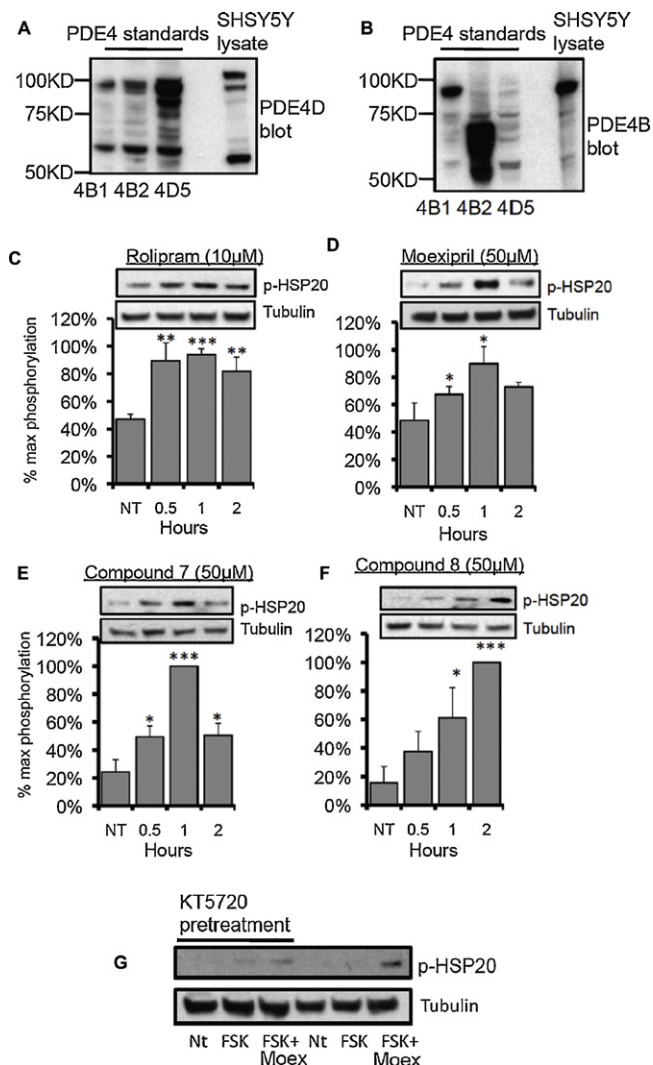 A
PDE4 standards
SHSY5Y
lysate
100KD
75KD
50KD
PDE4D
blot
4B1 4B2 4D5
B
PDE4 standards
SHSY5Y
lysate
100KD
75KD
50KD
PDE4B
blot
4B1 4B2 4D5
C
Rolipram (10µM)
p-HSP20
Tubulin
% max phosphorylation
120%
100%
80%
60%
40%
20%
0%
** *** **
NT 0.5 1 2
Hours
D
Moexipril (50µM)
p-HSP20
Tubulin
120%
100%
80%
60%
40%
20%
0%
* *
NT 0.5 1 2
Hours
E
Compound 7 (50µM)
p-HSP20
Tubulin
% max phosphorylation
120%
100%
80%
60%
40%
20%
0%
* *** *
NT 0.5 1 2
Hours
F
Compound 8 (50µM)
p-HSP20
Tubulin
120%
100%
80%
60%
40%
20%
0%
* ***
NT 0.5 1 2
Hours
KT5720
pretreatment
G
p-HSP20
Tubulin
Nt FSK FSK+ Nt FSK FSK+
Moex Moex